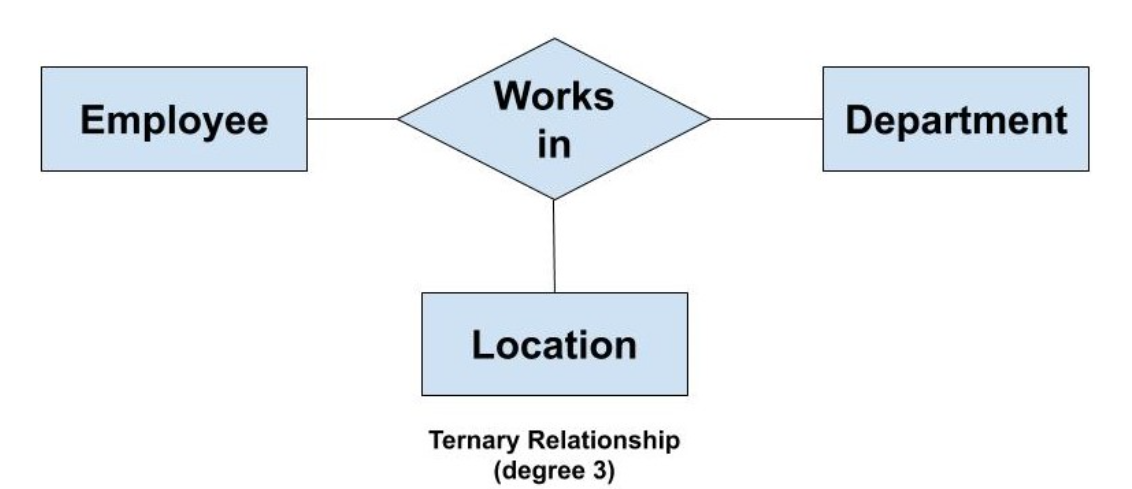 Employee
Works
in
Department
Location
Ternary Relationship
(degree 3)